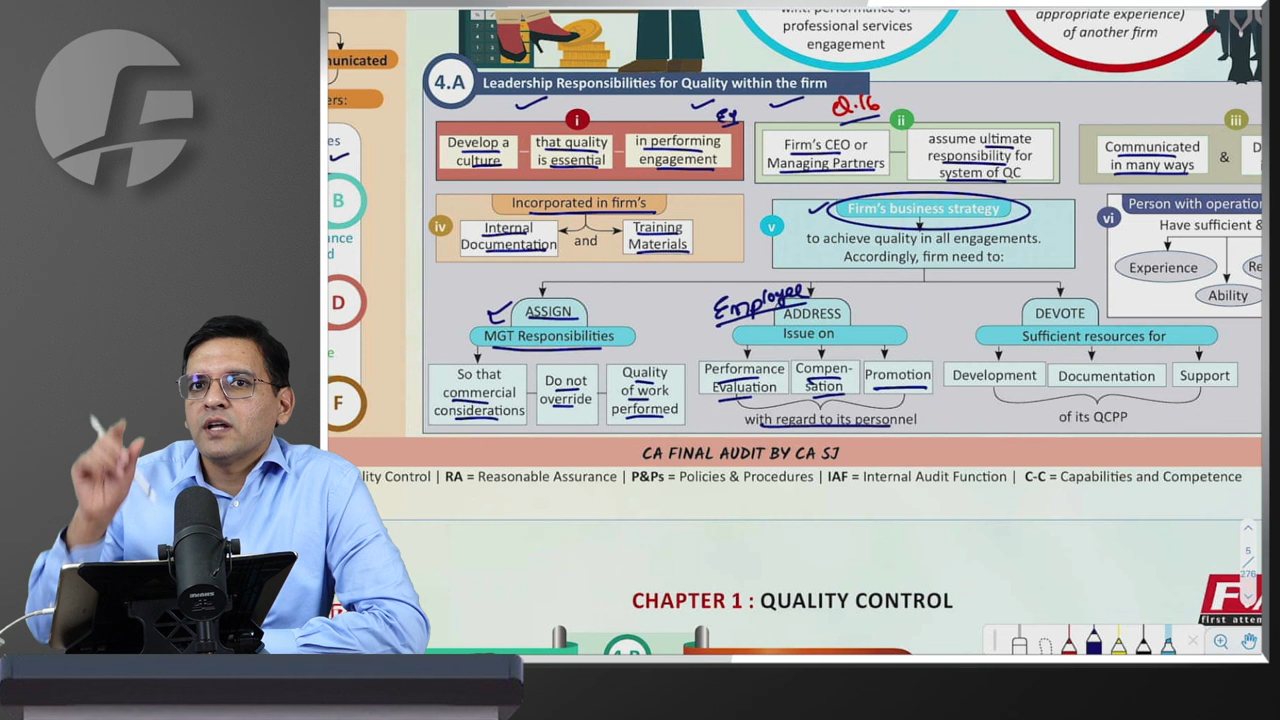 w.r.t. performance of
professional services
engagement
appropriate experience)
of another firm
municated
ers:
es
B
ance
d
D
e
F
4.A
Leadership Responsibilities for Quality within the firm
Q.16
i
Develop a
culture
that quality
is essential
in performing
engagement
ii
Firm's CEO or
Managing Partners
assume ultimate
responsibility for
system of QC
iii
Communicated
in many ways
&
D
iv
Incorporated in firm's
Internal
Documentation
and
Training
Materials
v
Firm's business strategy
to achieve quality in all engagements.
Accordingly, firm need to:
vi
Person with operation
Have sufficient &
Experience
Re
Ability
ASSIGN
MGT Responsibilities
So that
commercial
considerations
Do not
override
Quality
of work
performed
Employee
ADDRESS
Issue on
Performance
Evaluation
Compen-
sation
Promotion
with regard to its personnel
DEVOTE
Sufficient resources for
Development
Documentation
Support
of its QCPP
CA FINAL AUDIT BY CA SJ
lity Control | RA = Reasonable Assurance | P&Ps = Policies & Procedures | IAF = Internal Audit Function | C-C = Capabilities and Competence
5
276
CHAPTER 1 : QUALITY CONTROL
first attem